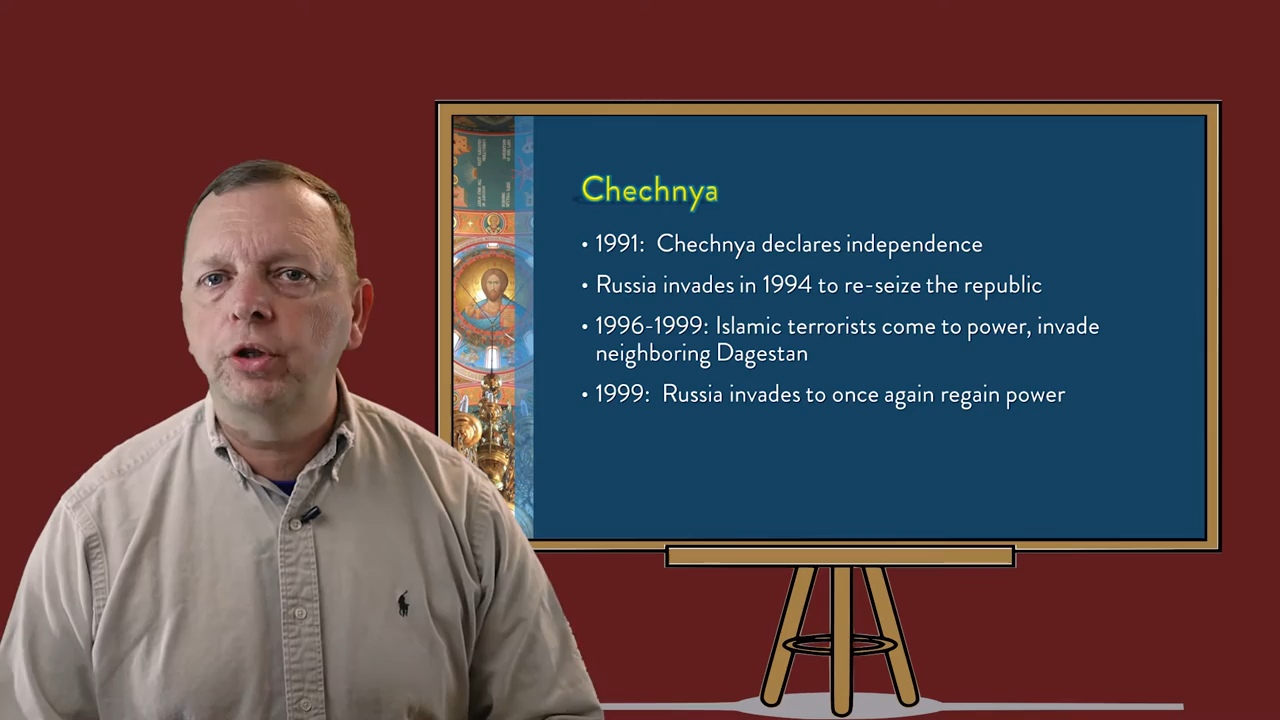 Chechnya
• 1991: Chechnya declares independence
• Russia invades in 1994 to re-seize the republic
• 1996-1999: Islamic terrorists come to power, invade
neighboring Dagestan
• 1999: Russia invades to once again regain power